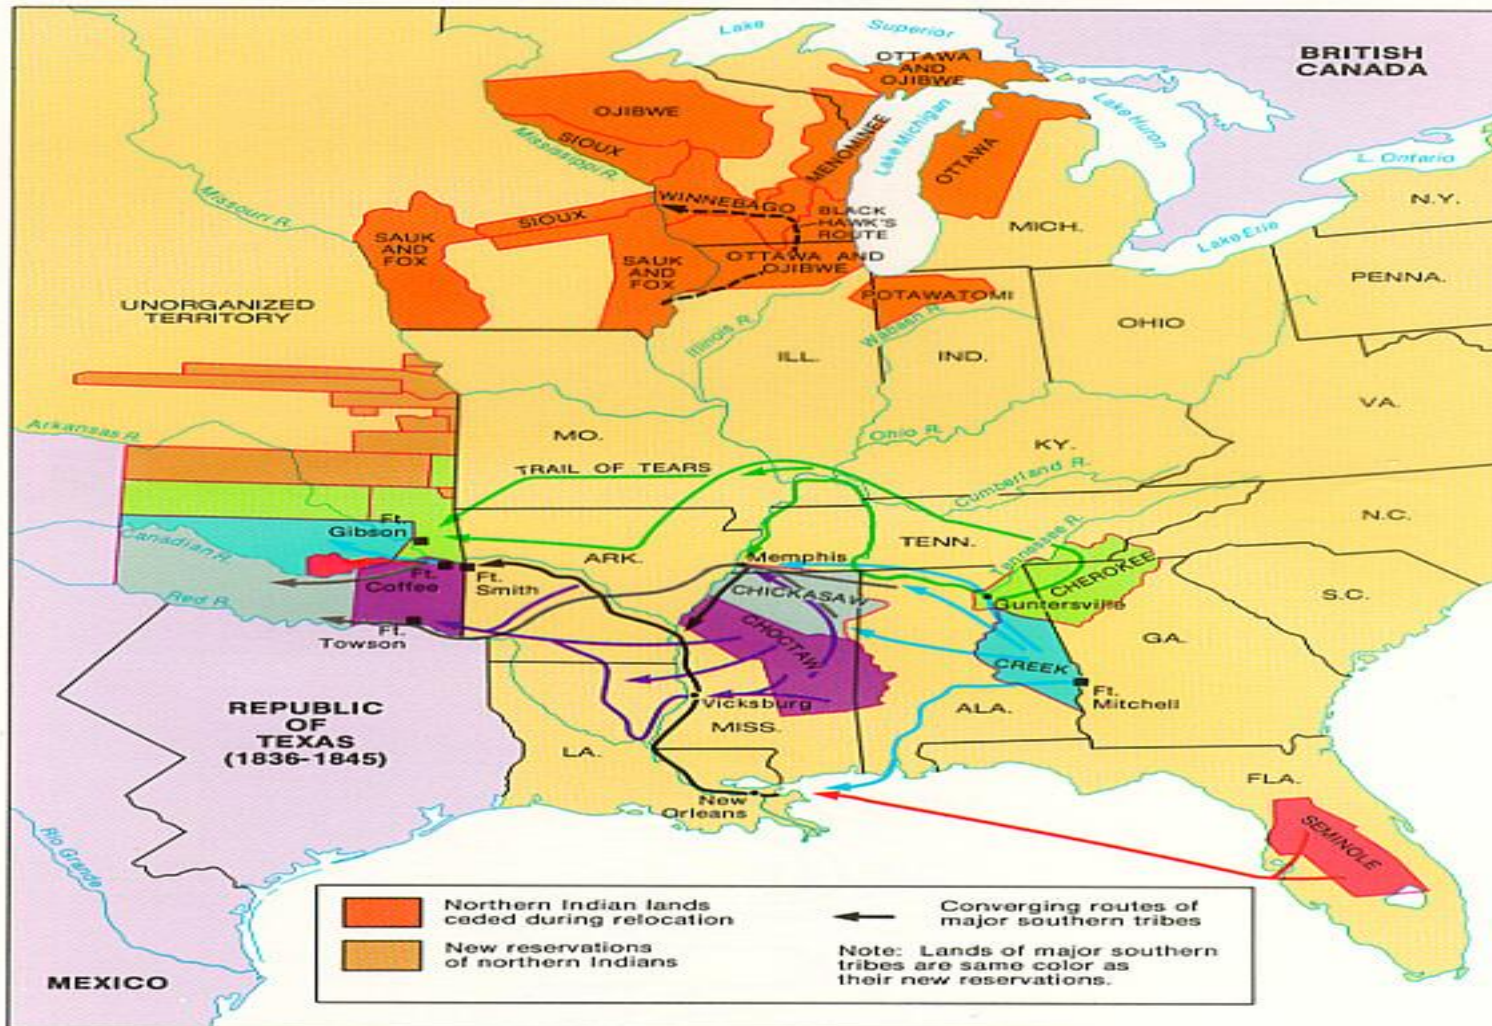 Lake Superior
BRITISH
CANADA
OTTAWA
AND
OJIBWE
OJIBWE
Lake Huron
Lake Michigan
MENOMINEE
SIOUX
Mississippi R.
OTTAWA
L. Ontario
Missouri R.
WINNEBAGO
N.Y.
SIOUX
BLACK
HAWK'S
ROUTE
MICH.
Lake Erie
SAUK
AND
FOX
SAUK
AND
FOX
OTTAWA AND
OJIBWE
PENNA.
POTAWATOMI
UNORGANIZED
TERRITORY
OHIO
Illinois R.
Wabash R.
ILL.
IND.
VA.
Arkansas R.
MO.
Ohio R.
KY.
TRAIL OF TEARS
Cumberland R.
Ft.
Gibson
N.C.
Canadian R.
ARK.
Memphis
TENN.
Tennessee R.
CHEROKEE
Ft.
Coffee
Ft.
Smith
CHICKASAW
Guntersville
S.C.
Red R.
Ft.
Towson
CHOCTAW
GA.
CREEK
Ft.
Mitchell
REPUBLIC
OF
TEXAS
(1836-1845)
Vicksburg
MISS.
ALA.
LA.
FLA.
New
Orleans
SEMINOLE
Rio Grande
MEXICO
Northern Indian lands
ceded during relocation
New reservations
of northern Indians
Converging routes of
major southern tribes
Note: Lands of major southern
tribes are same color as
their new reservations.